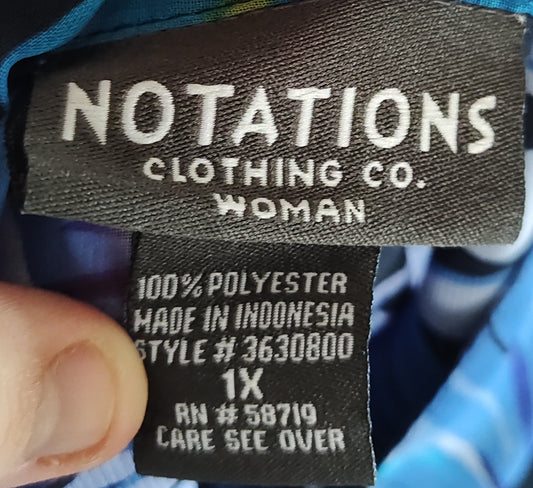 NOTATIONS
CLOTHING CO.
WOMAN
100% POLYESTER
MADE IN INDONESIA
STYLE # 3630800
1X
RN # 58719
CARE SEE OVER